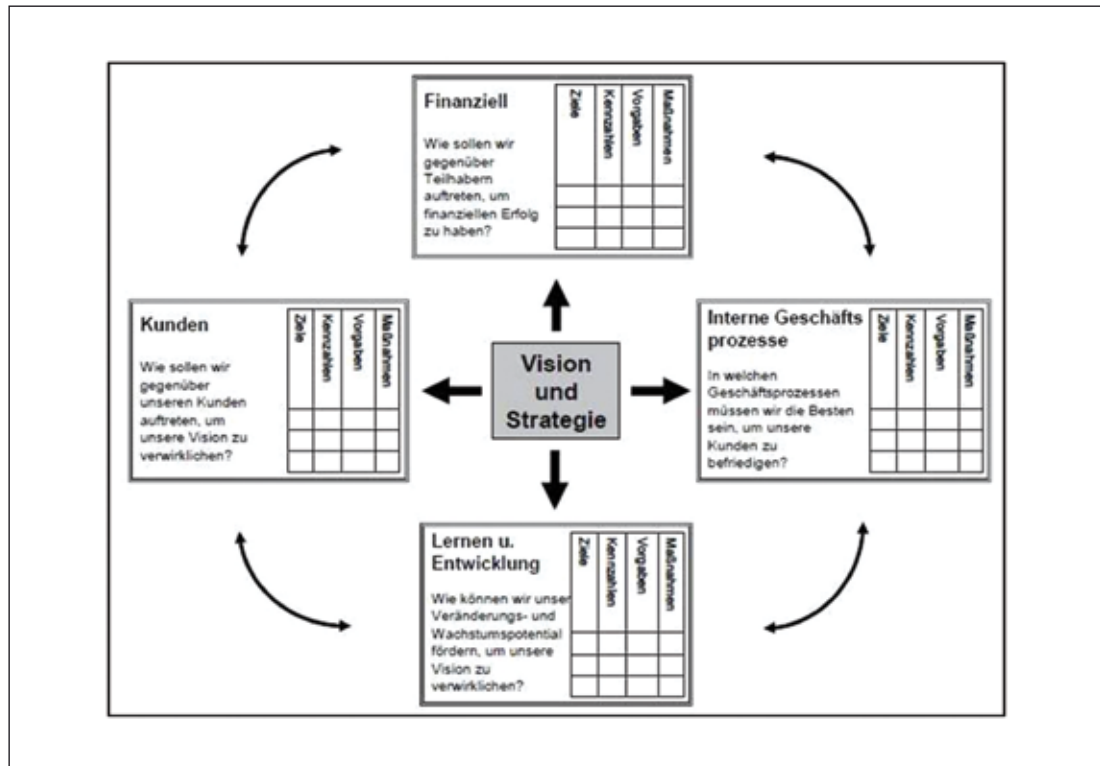 Finanziell
Wie sollen wir
gegenüber
Teilhabern
auftreten, um
finanziellen Erfolg
zu haben?
Ziele
Kennzahlen
Vorgaben
Maßnahmen
Kunden
Wie sollen wir
gegenüber
unseren Kunden
auftreten, um
unsere Vision zu
verwirklichen?
Ziele
Kennzahlen
Vorgaben
Maßnahmen
Vision
und
Strategie
Interne Geschäfts
prozesse
In welchen
Geschäftsprozessen
müssen wir die Besten
sein, um unsere
Kunden zu
befriedigen?
Ziele
Kennzahlen
Vorgaben
Maßnahmen
Lernen u.
Entwicklung
Wie können wir unser
Veränderungs- und
Wachstumspotential
fördern, um unsere
Vision zu
verwirklichen?
Ziele
Kennzahlen
Vorgaben
Maßnahmen